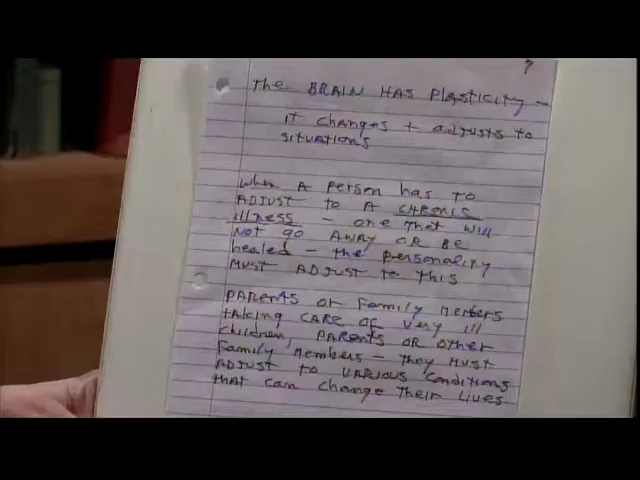 The BRAIN HAS Plasticity -
it changes + adjusts to
situations
When A person has to
ADJUST to A CHRONIC
illness - one that will
Not go AWAY OR BE
healed - the personality
MUST ADJUST to this
PARENTS or Family Members
taking CARE OF very ill
children, PARENTS OR other
Family Members - they MUST
ADJUST to VARIOUS conditions
that can change their lives